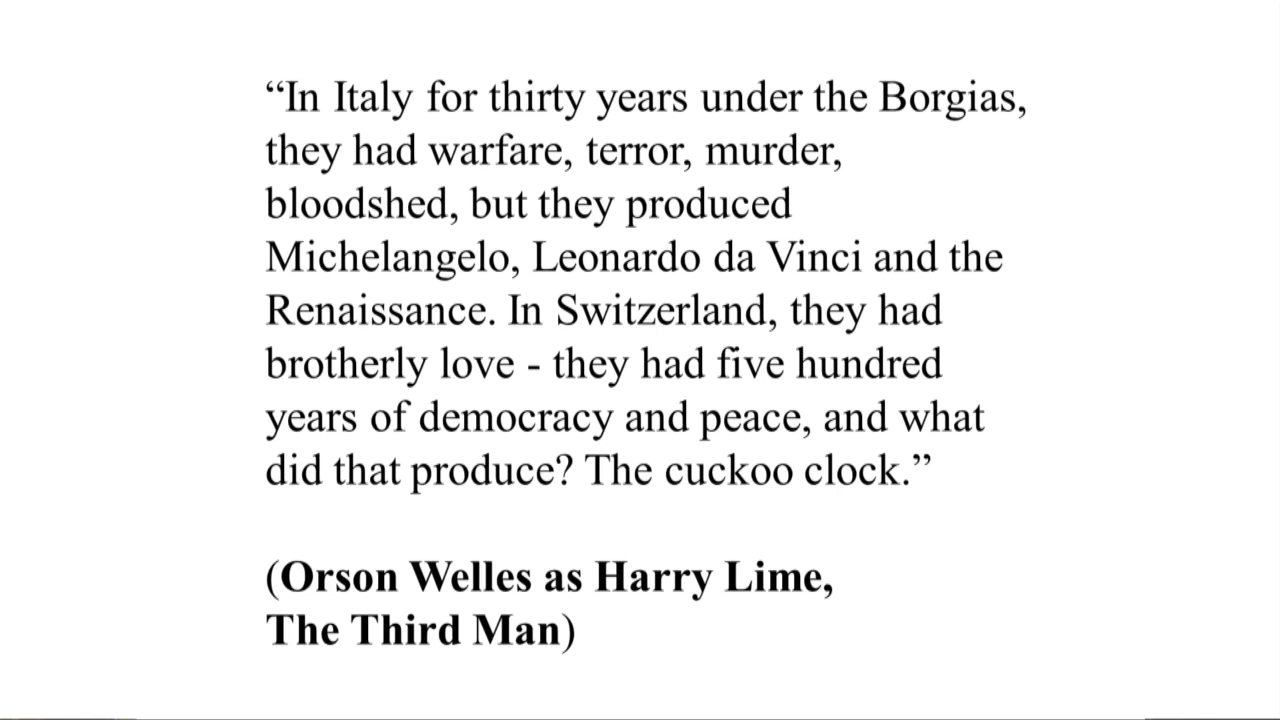 “In Italy for thirty years under the Borgias,
they had warfare, terror, murder,
bloodshed, but they produced
Michelangelo, Leonardo da Vinci and the
Renaissance. In Switzerland, they had
brotherly love - they had five hundred
years of democracy and peace, and what
did that produce? The cuckoo clock.”
(Orson Welles as Harry Lime,
The Third Man)